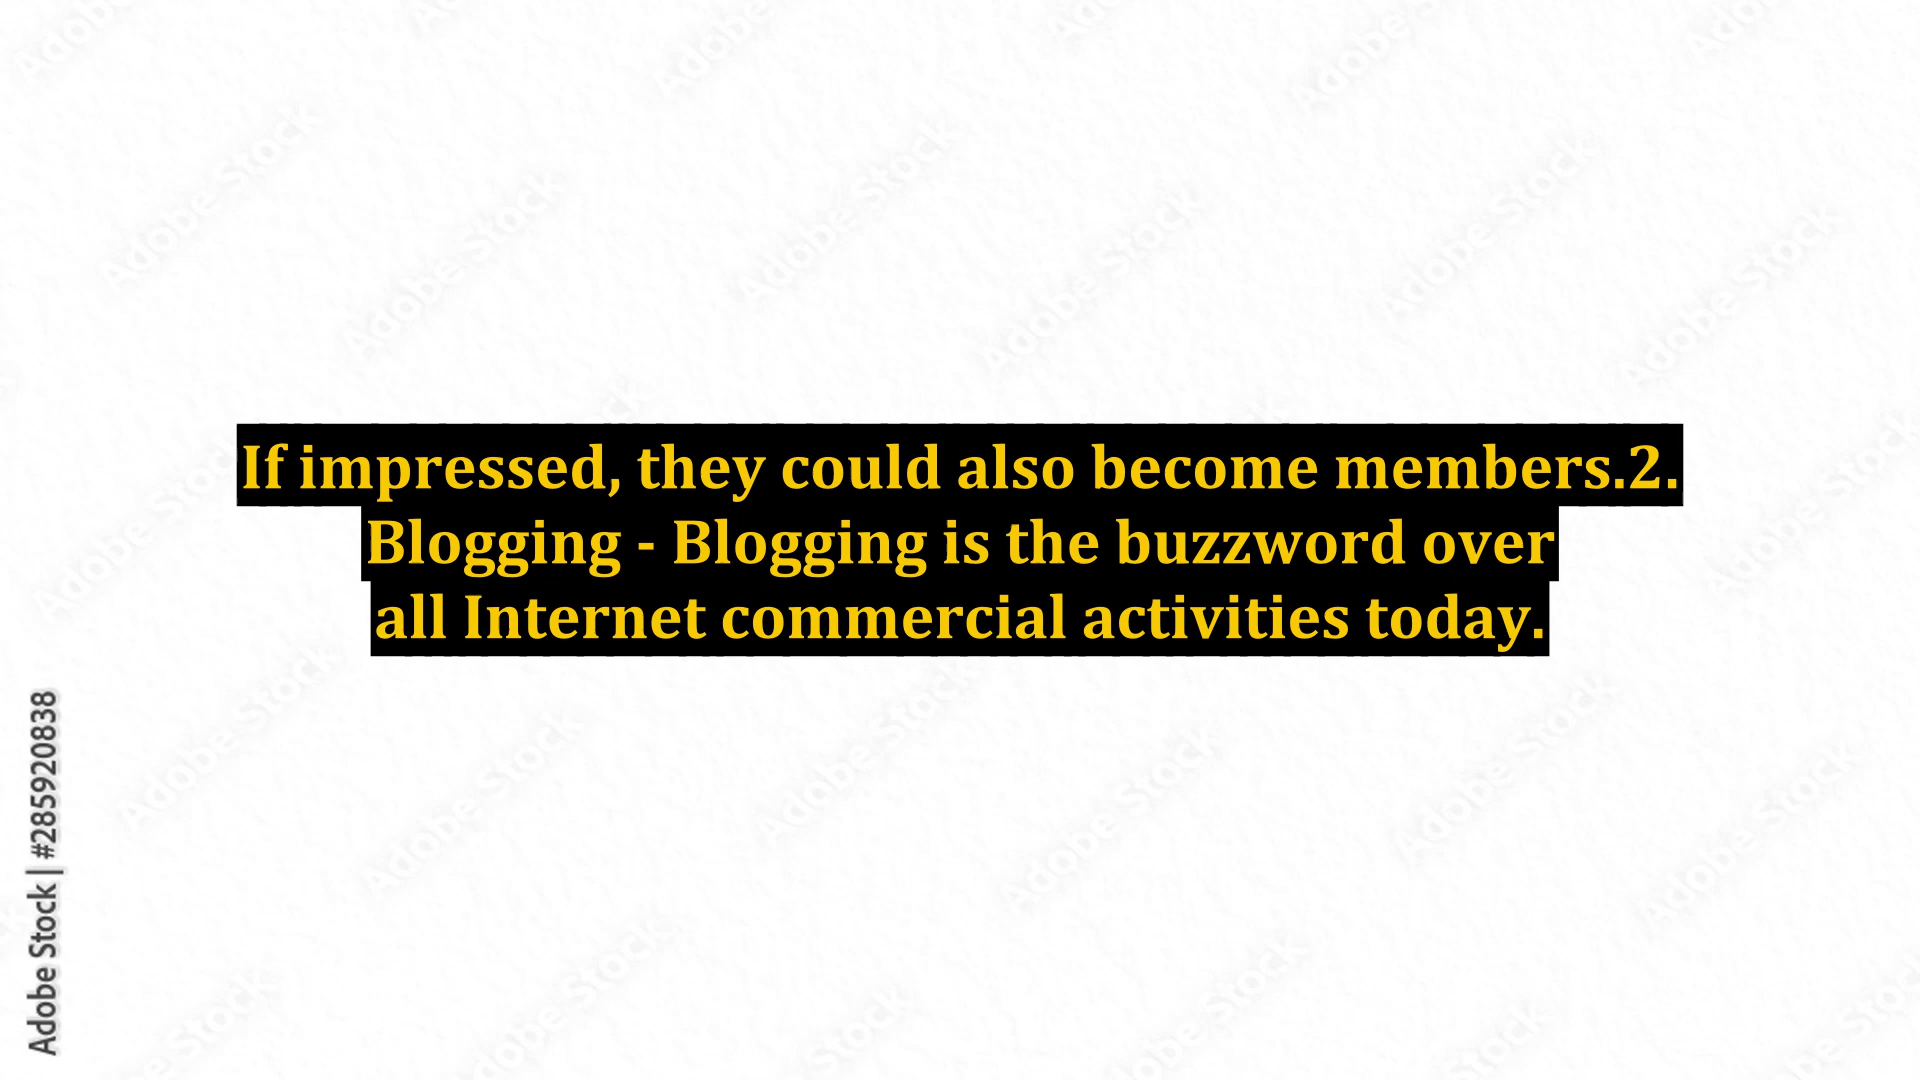 If impressed, they could also become members.2.
Blogging - Blogging is the buzzword over
all Internet commercial activities today.
Adobe Stock | #285920838